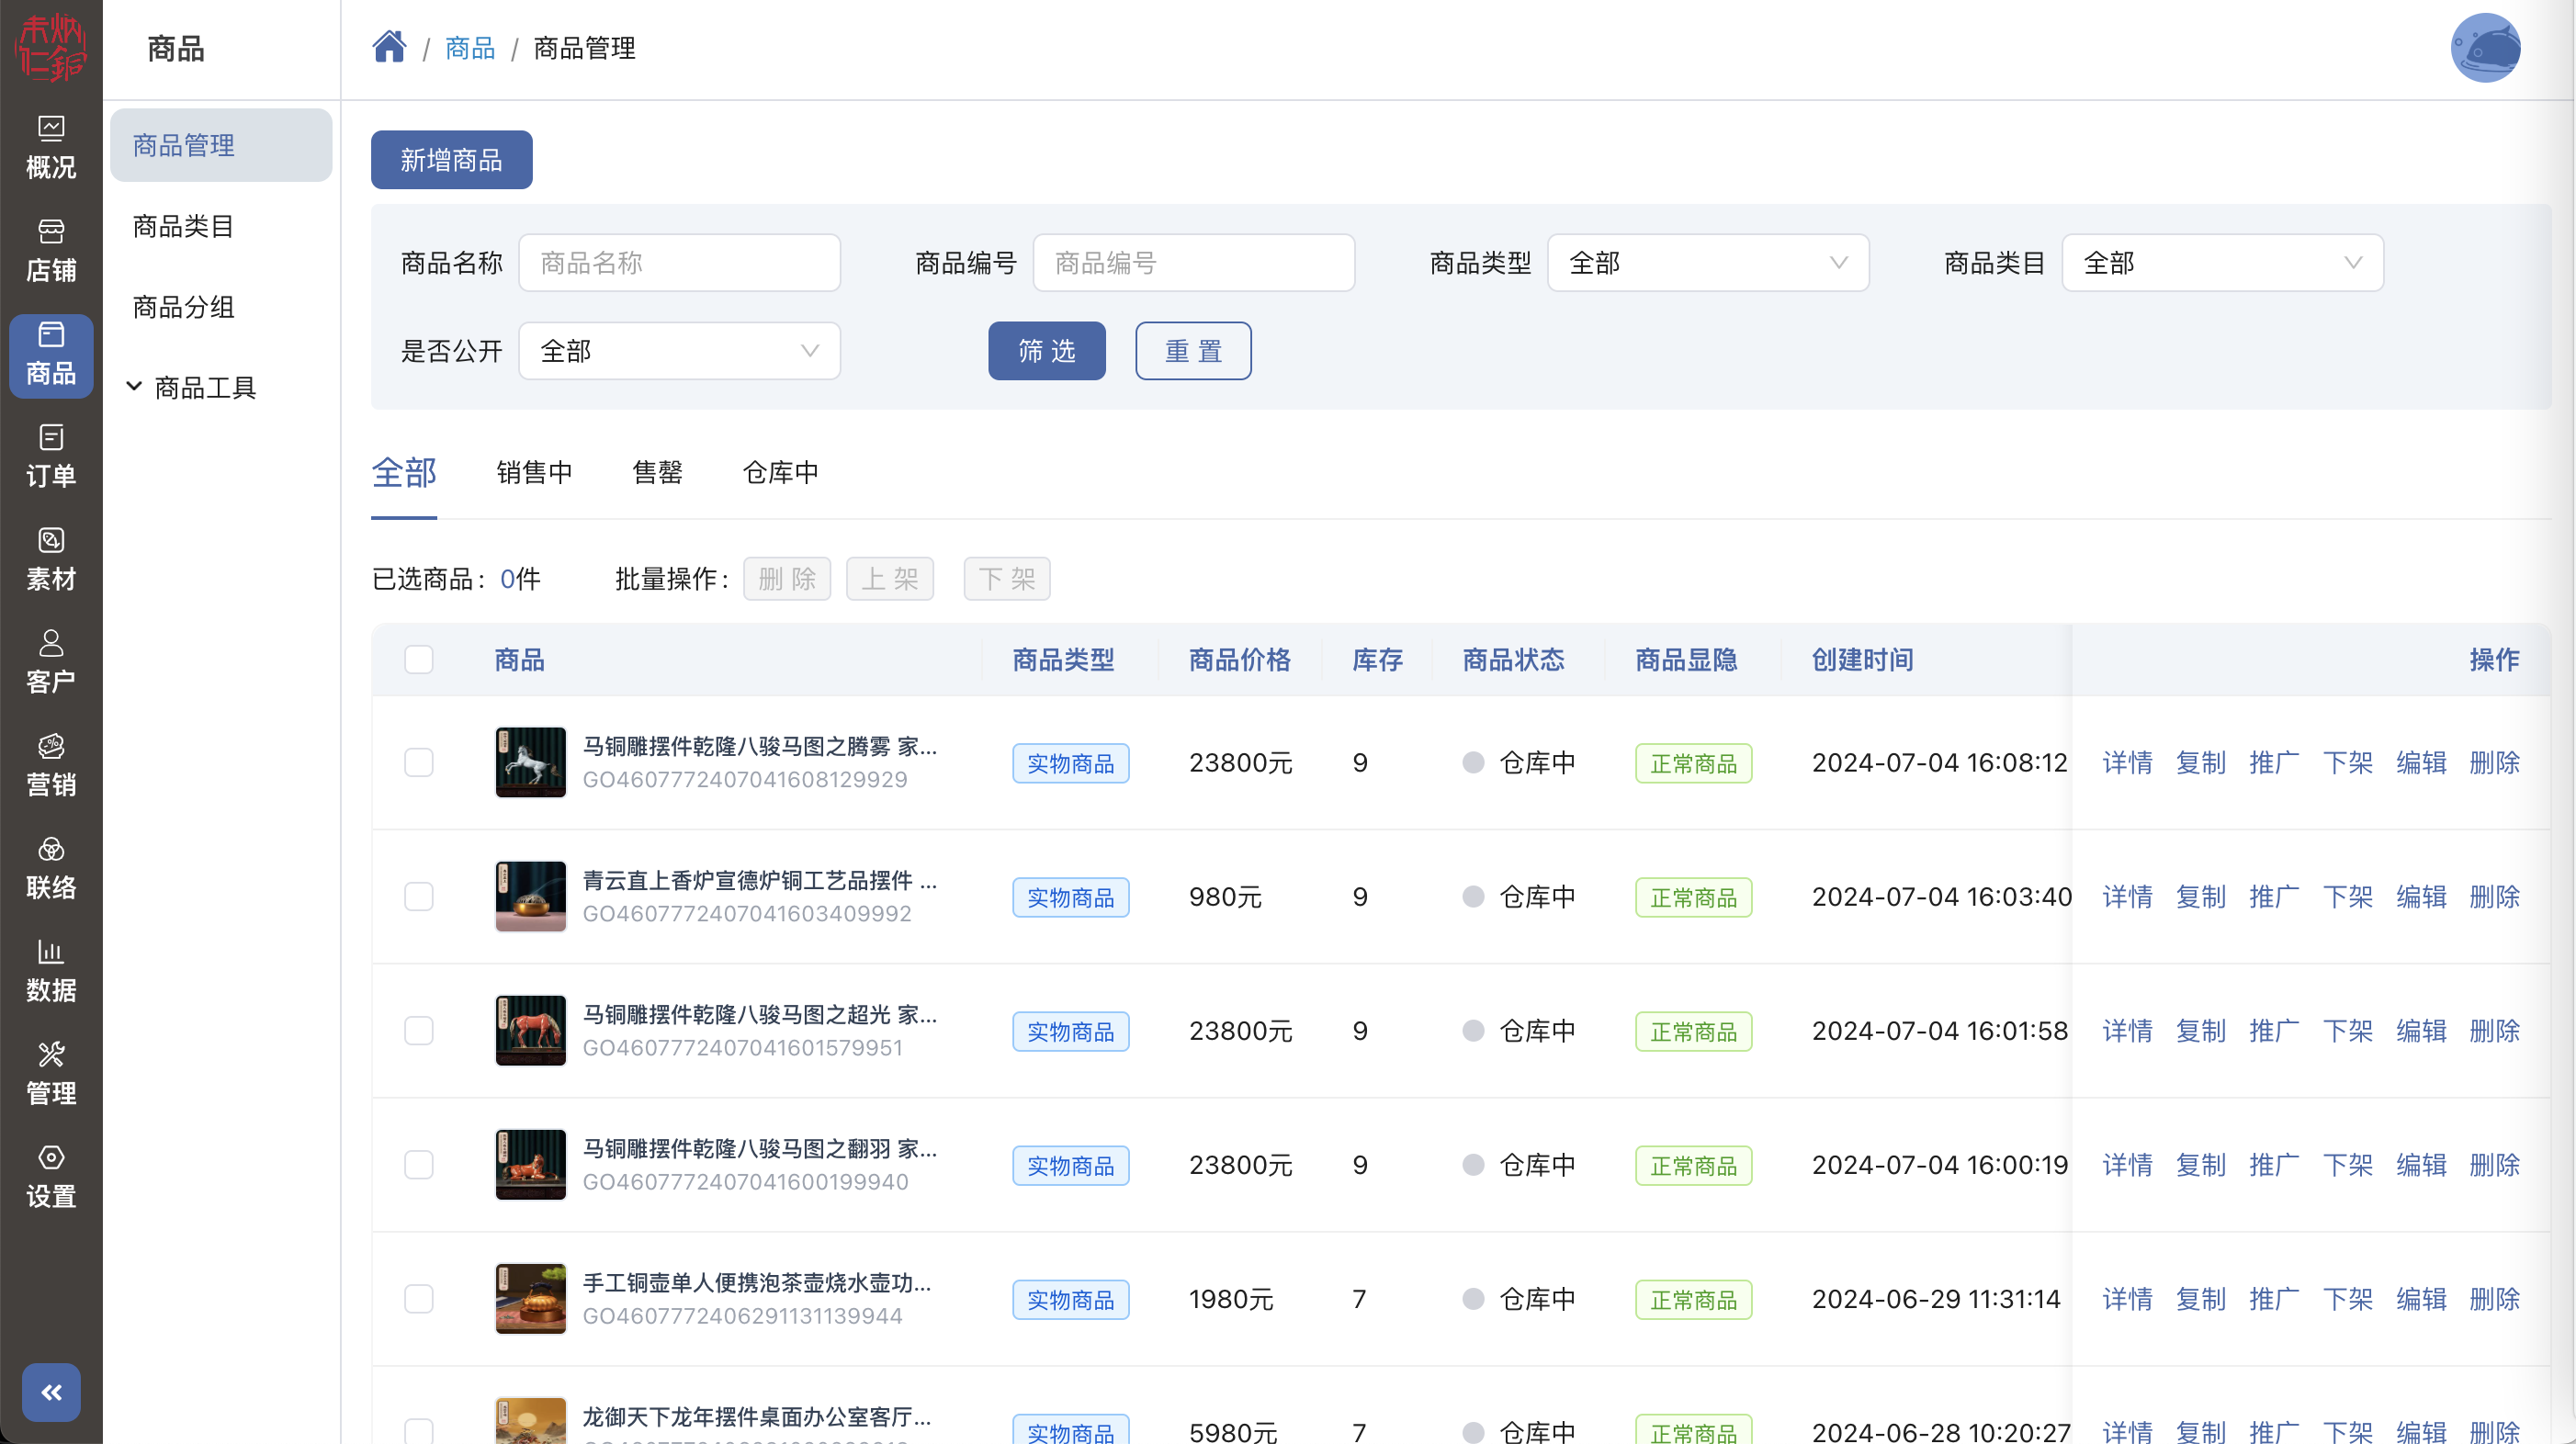 朱炳仁銅
商品
/ 商品 / 商品管理
概况
店铺
商品
订单
素材
客户
营销
联络
数据
管理
设置
商品管理
商品类目
商品分组
商品工具
新增商品
商品名称 商品名称 商品编号 商品编号 商品类型 全部 商品类目 全部
是否公开 全部 筛 选 重 置
全部 销售中 售罄 仓库中
已选商品： 0件 批量操作： 删 除 上 架 下 架
商品 商品类型 商品价格 库存 商品状态 商品显隐 创建时间 操作
马铜雕摆件乾隆八骏马图之腾雾 家...
GO4607772407041608129929
实物商品 23800元 9 仓库中 正常商品 2024-07-04 16:08:12 详情 复制 推广 下架 编辑 删除
青云直上香炉宣德炉铜工艺品摆件 ...
GO4607772407041603409992
实物商品 980元 9 仓库中 正常商品 2024-07-04 16:03:40 详情 复制 推广 下架 编辑 删除
马铜雕摆件乾隆八骏马图之超光 家...
GO4607772407041601579951
实物商品 23800元 9 仓库中 正常商品 2024-07-04 16:01:58 详情 复制 推广 下架 编辑 删除
马铜雕摆件乾隆八骏马图之翻羽 家...
GO4607772407041600199940
实物商品 23800元 9 仓库中 正常商品 2024-07-04 16:00:19 详情 复制 推广 下架 编辑 删除
手工铜壶单人便携泡茶壶烧水壶功...
GO4607772406291131139944
实物商品 1980元 7 仓库中 正常商品 2024-06-29 11:31:14 详情 复制 推广 下架 编辑 删除
龙御天下龙年摆件桌面办公室客厅...
实物商品 5980元 7 仓库中 正常商品 2024-06-28 10:20:27 详情 复制 推广 下架 编辑 删除